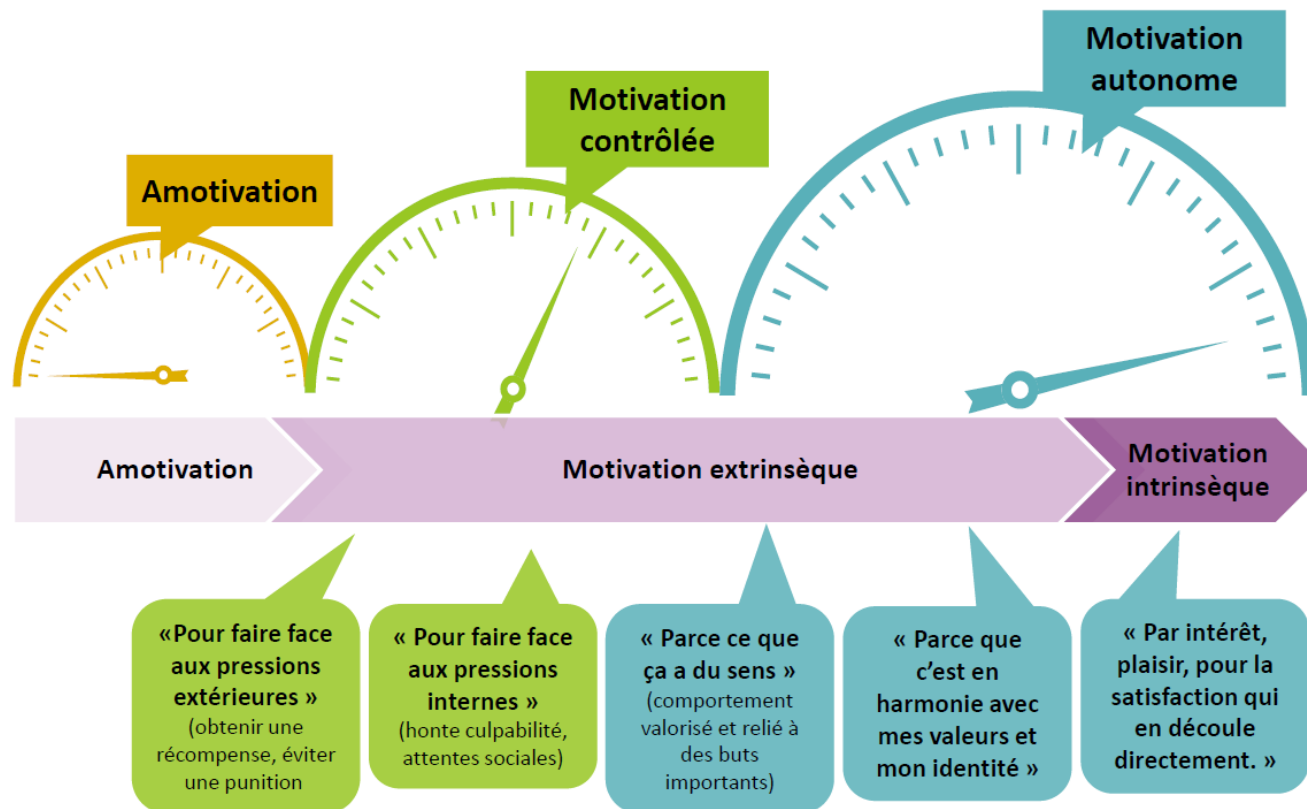 Motivation
autonome
Motivation
contrôlée
Amotivation
Amotivation
Motivation extrinsèque
Motivation
intrinsèque
«Pour faire face
aux pressions
extérieures »
(obtenir une
récompense, éviter
une punition
« Pour faire face
aux pressions
internes »
(honte culpabilité,
attentes sociales)
« Parce ce que
ça a du sens »
(comportement
valorisé et relié à
des buts
importants)
« Parce que
c’est en
harmonie avec
mes valeurs et
mon identité »
« Par intérêt,
plaisir, pour la
satisfaction qui
en découle
directement. »